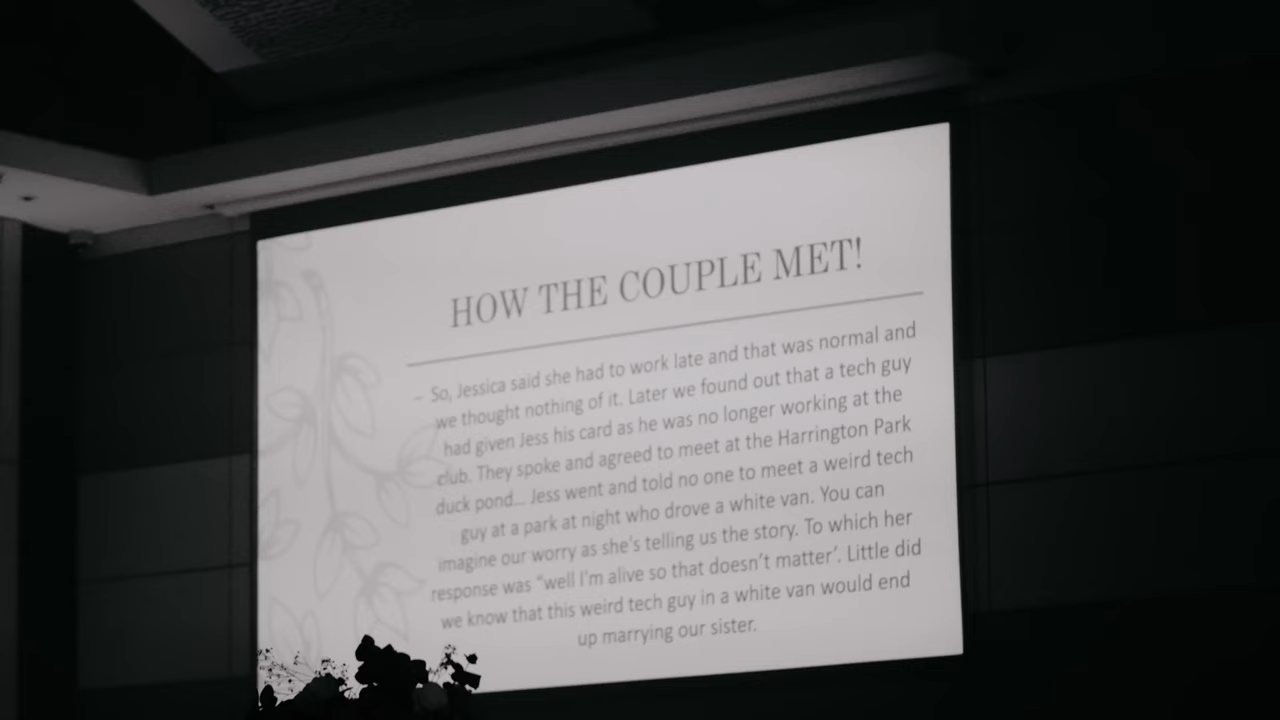 HOW THE COUPLE MET!
– So, Jessica said she had to work late and that was normal and
we thought nothing of it. Later we found out that a tech guy
had given Jess his card as he was no longer working at the
club. They spoke and agreed to meet at the Harrington Park
duck pond... Jess went and told no one to meet a weird tech
guy at a park at night who drove a white van. You can
imagine our worry as she's telling us the story. To which her
response was “well I'm alive so that doesn't matter’. Little did
we know that this weird tech guy in a white van would end
up marrying our sister.